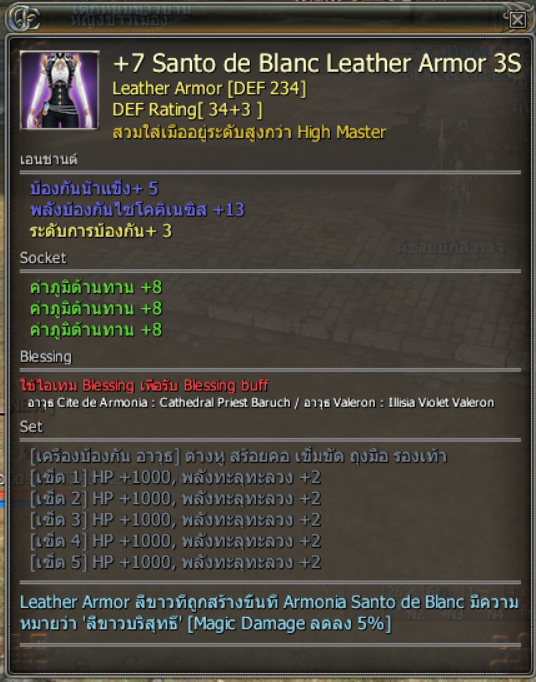 +7 Santo de Blanc Leather Armor 3S
Leather Armor [DEF 234]
DEF Rating[ 34+3 ]
สวมใส่เมื่ออยู่ระดับสูงกว่า High Master
เอนชานต์
ป้องกันน้ำแข็ง+ 5
พลังป้องกันไซโคคิเนซิส +13
ระดับการป้องกัน+ 3
Socket
ค่าภูมิต้านทาน +8
ค่าภูมิต้านทาน +8
ค่าภูมิต้านทาน +8
Blessing
ใช้ไอเทม Blessing เพื่อรับ Blessing buff
อาวุธ Cite de Armonia : Cathedral Priest Baruch / อาวุธ Valeron : Illisia Violet Valeron
Set
[เครื่องป้องกัน อาวุธ] ต่างหู สร้อยคอ เข็มขัด ถุงมือ รองเท้า
[เซ็ต 1] HP +1000, พลังทะลุทะลวง +2
[เซ็ต 2] HP +1000, พลังทะลุทะลวง +2
[เซ็ต 3] HP +1000, พลังทะลุทะลวง +2
[เซ็ต 4] HP +1000, พลังทะลุทะลวง +2
[เซ็ต 5] HP +1000, พลังทะลุทะลวง +2
Leather Armor สีขาวที่ถูกสร้างขึ้นที่ Armonia Santo de Blanc มีความ
หมายว่า 'สีขาวบริสุทธิ์' [Magic Damage ลดลง 5%]